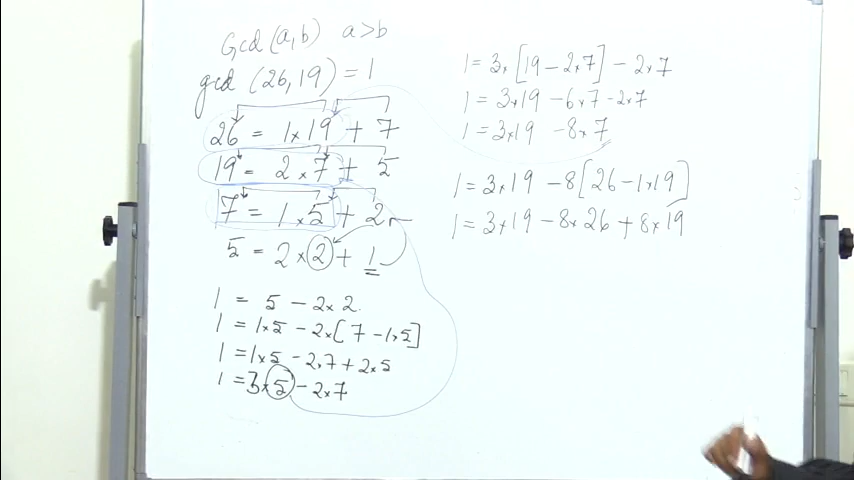 Gcd (a,b) a>b
gcd (26, 19) = 1
26 = 1×19 + 7
19 = 2×7 + 5
7 = 1×5 + 2
5 = 2×2 + 1
1 = 5 - 2×2
1 = 1×5 - 2×[7 - 1×5]
1 = 1×5 - 2×7 + 2×5
1 = 3×5 - 2×7
1 = 3×[19 - 2×7] - 2×7
1 = 3×19 - 6×7 - 2×7
1 = 3×19 - 8×7
1 = 3×19 - 8[26 - 1×19]
1 = 3×19 - 8×26 + 8×19